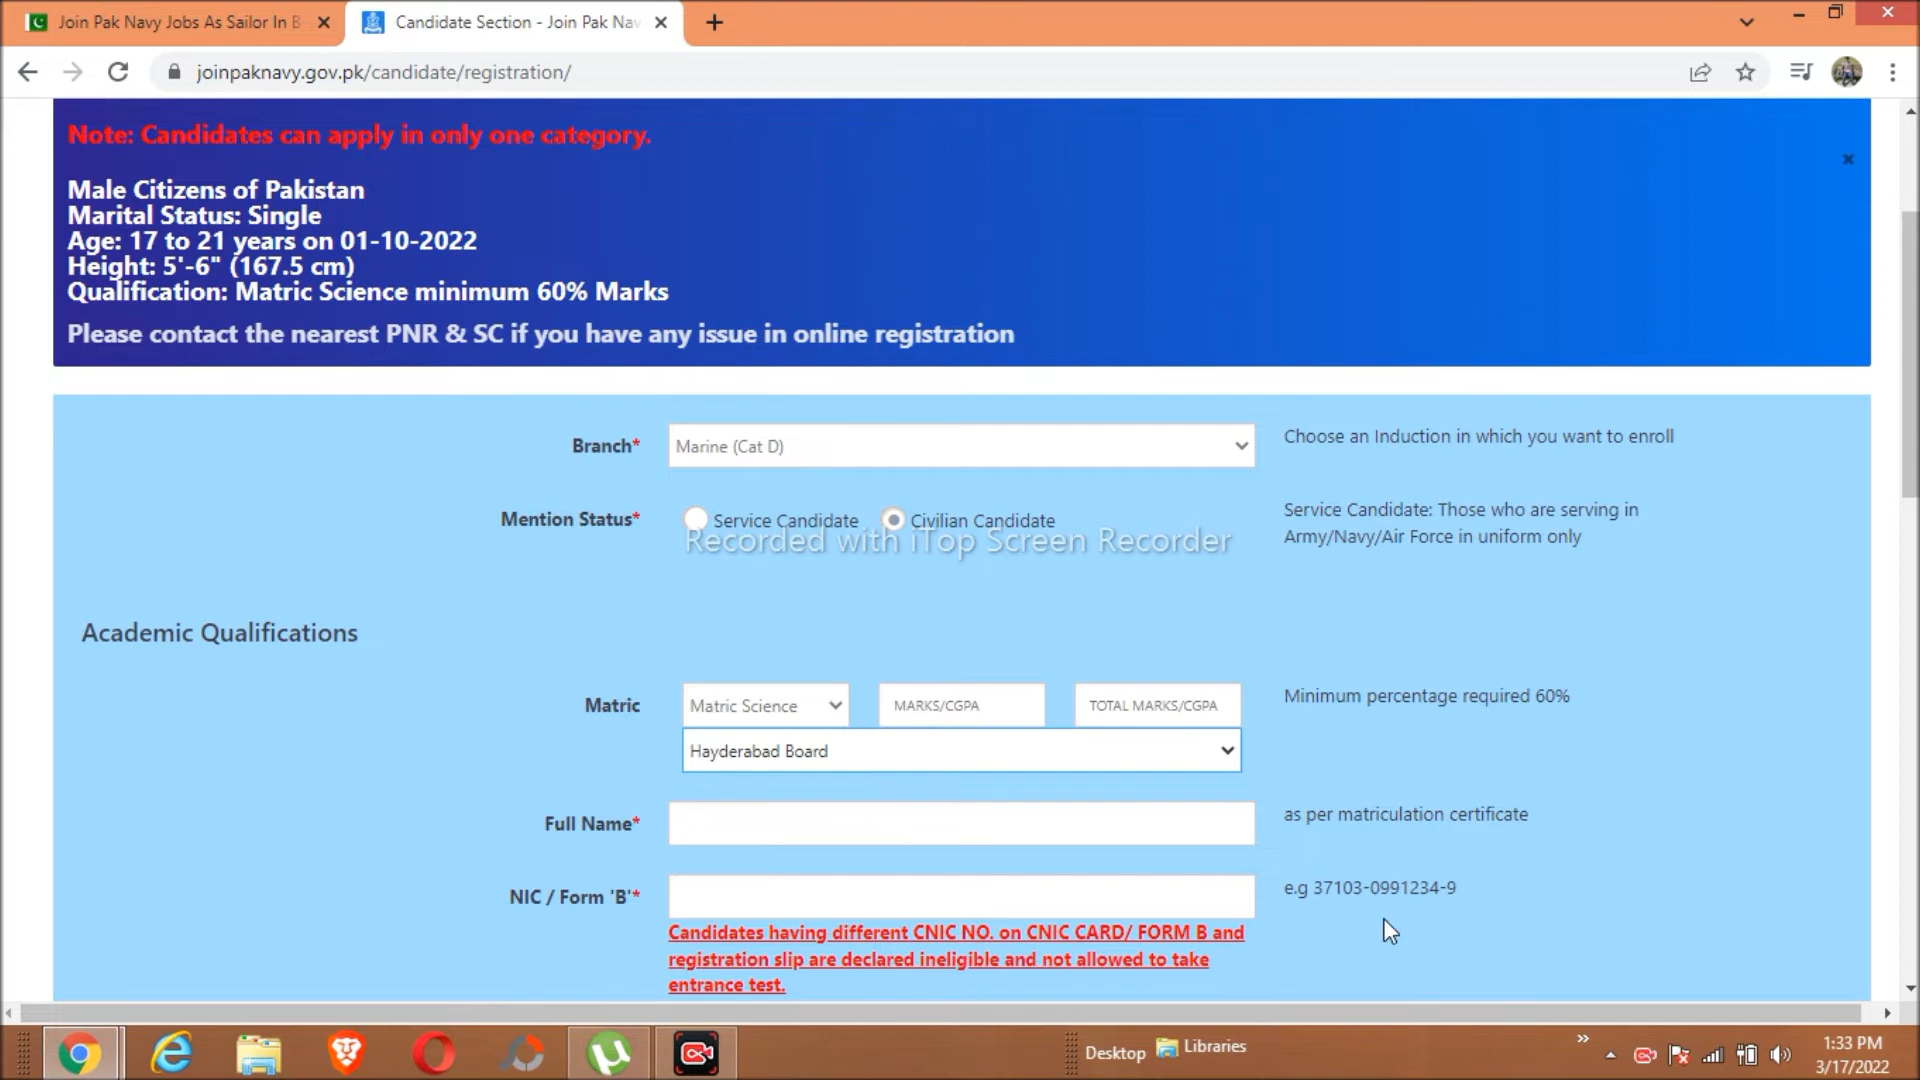 Join Pak Navy Jobs As Sailor In B
Candidate Section - Join Pak Nav
joinpaknavy.gov.pk/candidate/registration/
Note: Candidates can apply in only one category.
Male Citizens of Pakistan
Marital Status: Single
Age: 17 to 21 years on 01-10-2022
Height: 5'-6" (167.5 cm)
Qualification: Matric Science minimum 60% Marks
Please contact the nearest PNR & SC if you have any issue in online registration
Branch*
Marine (Cat D)
Choose an Induction in which you want to enroll
Mention Status*
Service Candidate
Civilian Candidate
Service Candidate: Those who are serving in
Army/Navy/Air Force in uniform only
Recorded with iTop Screen Recorder
Academic Qualifications
Matric
Matric Science
MARKS/CGPA
TOTAL MARKS/CGPA
Minimum percentage required 60%
Hayderabad Board
Full Name*
as per matriculation certificate
NIC / Form 'B'*
e.g 37103-0991234-9
Candidates having different CNIC NO. on CNIC CARD/ FORM B and
registration slip are declared ineligible and not allowed to take
entrance test.
Desktop
Libraries
1:33 PM
3/17/2022